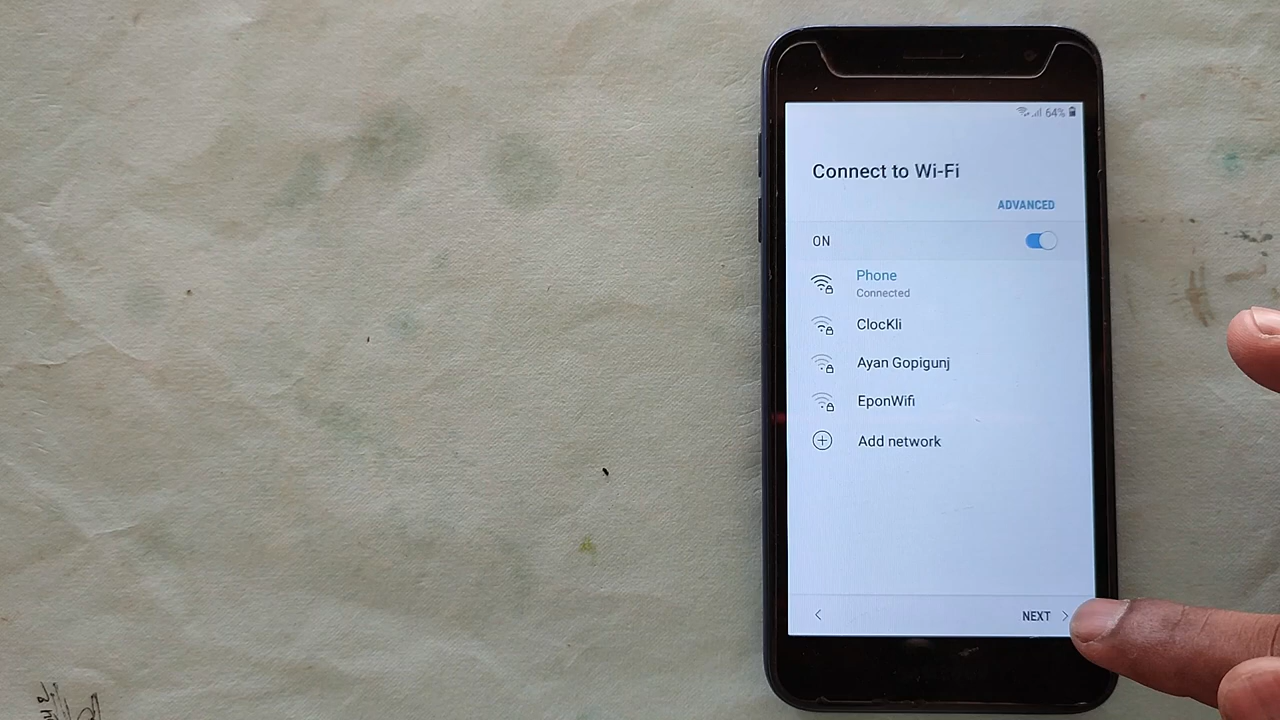 64%
Connect to Wi-Fi
ADVANCED
ON
Phone
Connected
ClocKli
Ayan Gopigunj
EponWifi
Add network
NEXT